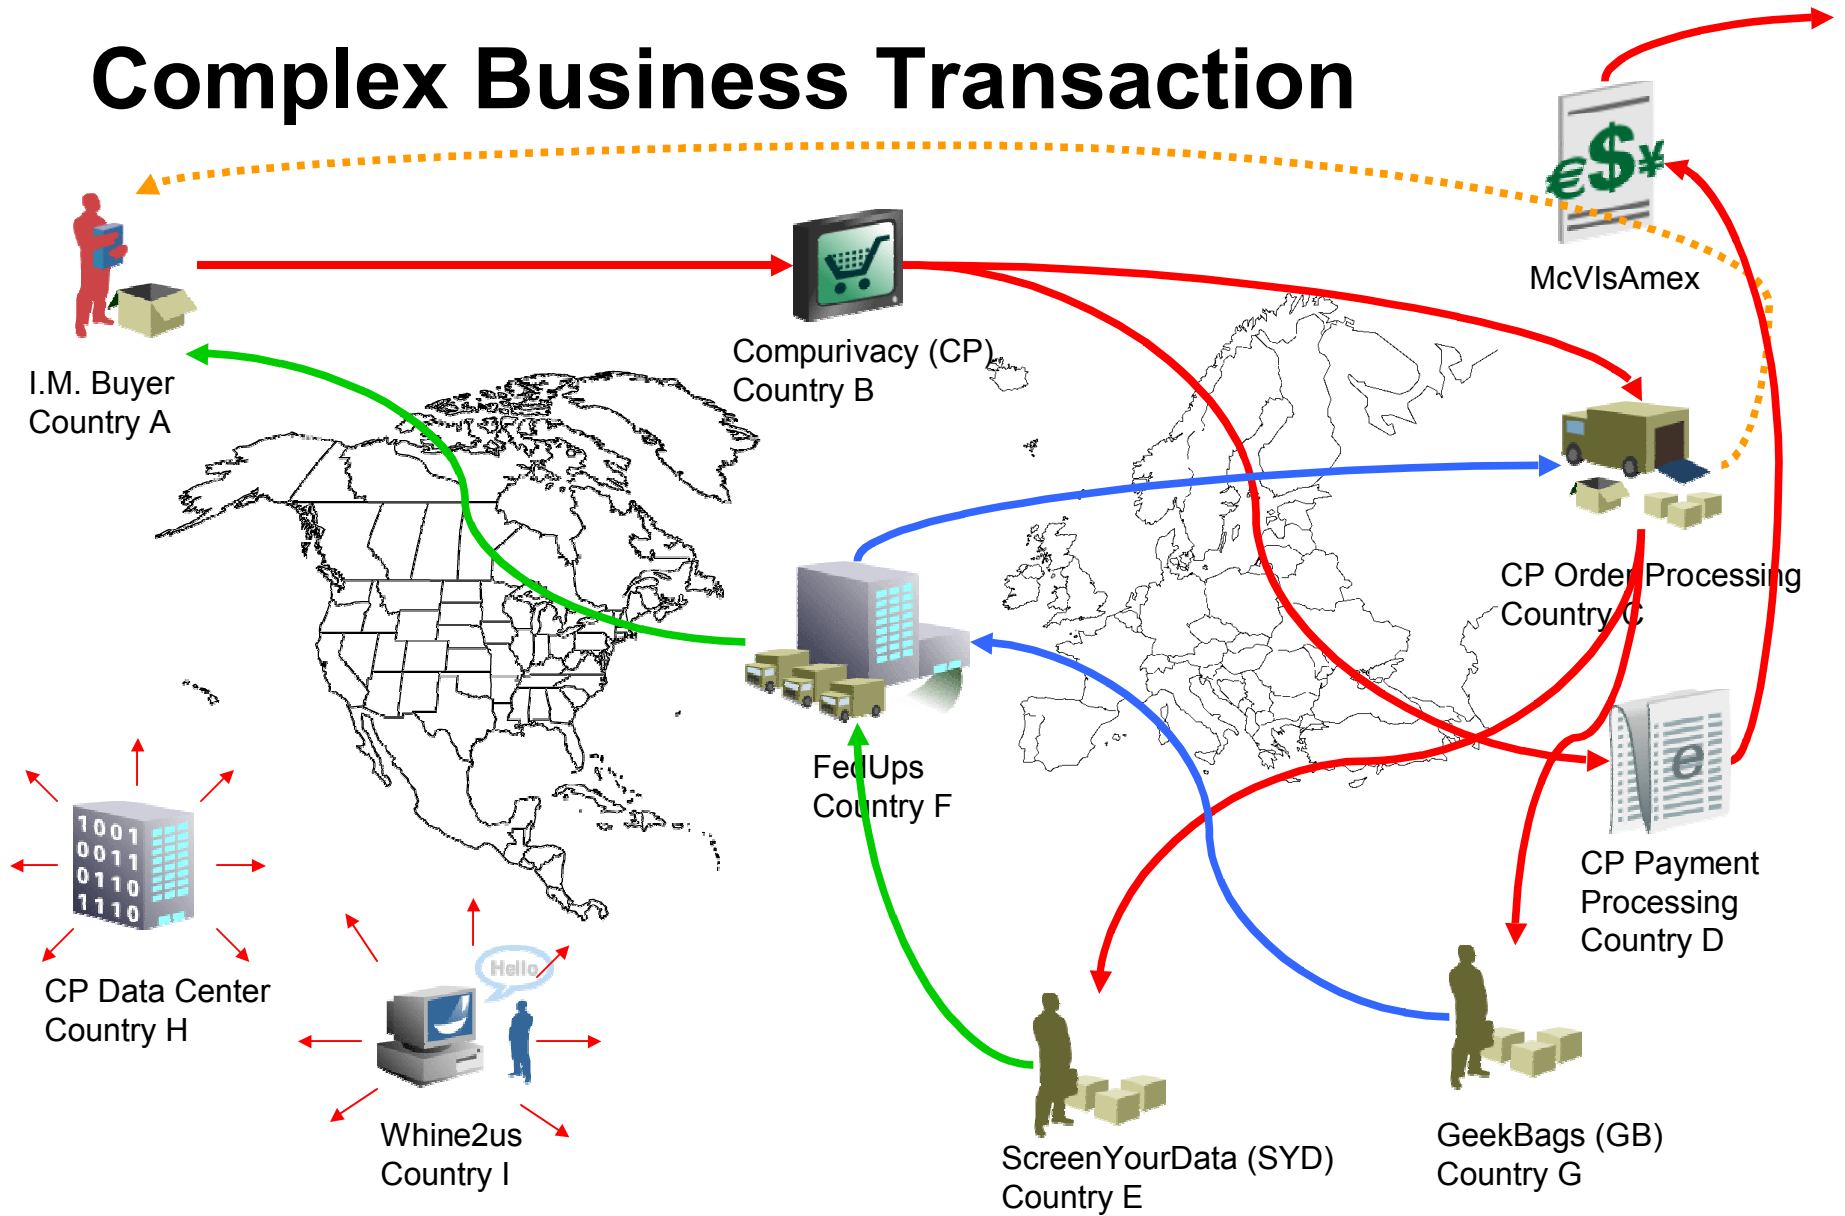 Complex Business Transaction
€$¥
McVIsAmex
I.M. Buyer
Country A
Compurivacy (CP)
Country B
CP Order Processing
Country C
FedUps
Country F
e
CP Payment
Processing
Country D
1001
0011
0110
1110
CP Data Center
Country H
Hello
Whine2us
Country I
ScreenYourData (SYD)
Country E
GeekBags (GB)
Country G